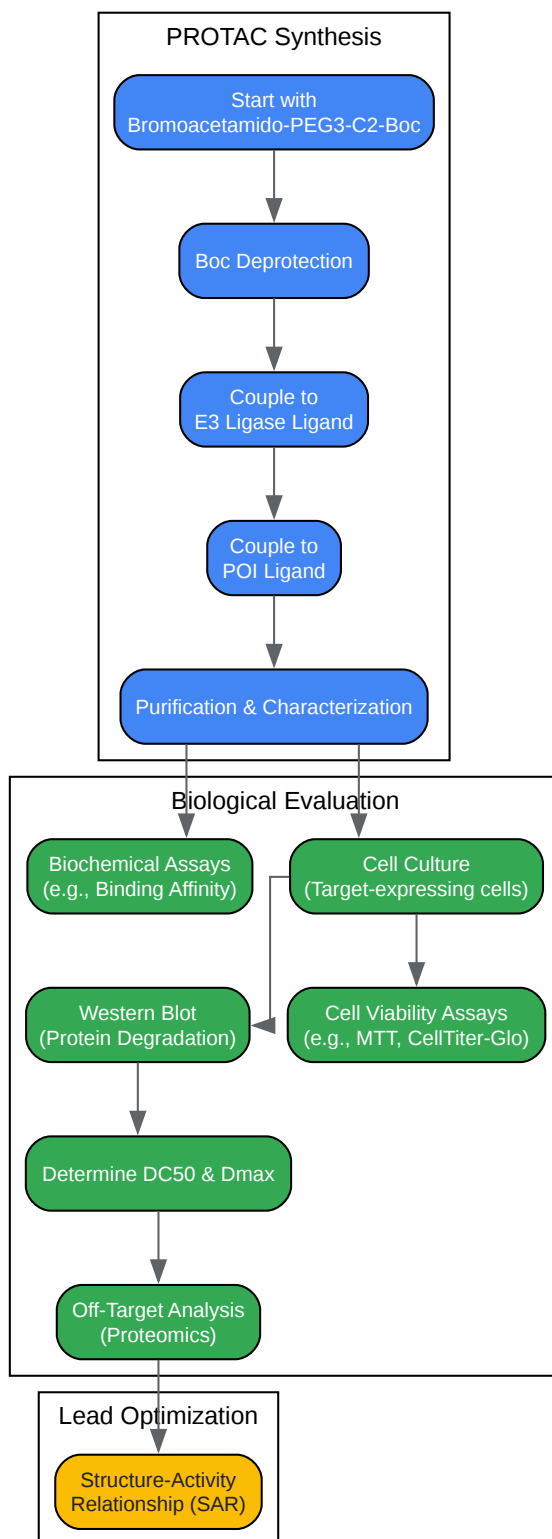 PROTAC Synthesis
Start with
Bromoacetamido-PEG3-C2-Boc
Boc Deprotection
Couple to
E3 Ligase Ligand
Couple to
POI Ligand
Purification & Characterization
Biological Evaluation
Biochemical Assays
(e.g., Binding Affinity)
Cell Culture
(Target-expressing cells)
Western Blot
(Protein Degradation)
Cell Viability Assays
(e.g., MTT, CellTiter-Glo)
Determine DC50 & Dmax
Off-Target Analysis
(Proteomics)
Lead Optimization
Structure-Activity
Relationship (SAR)